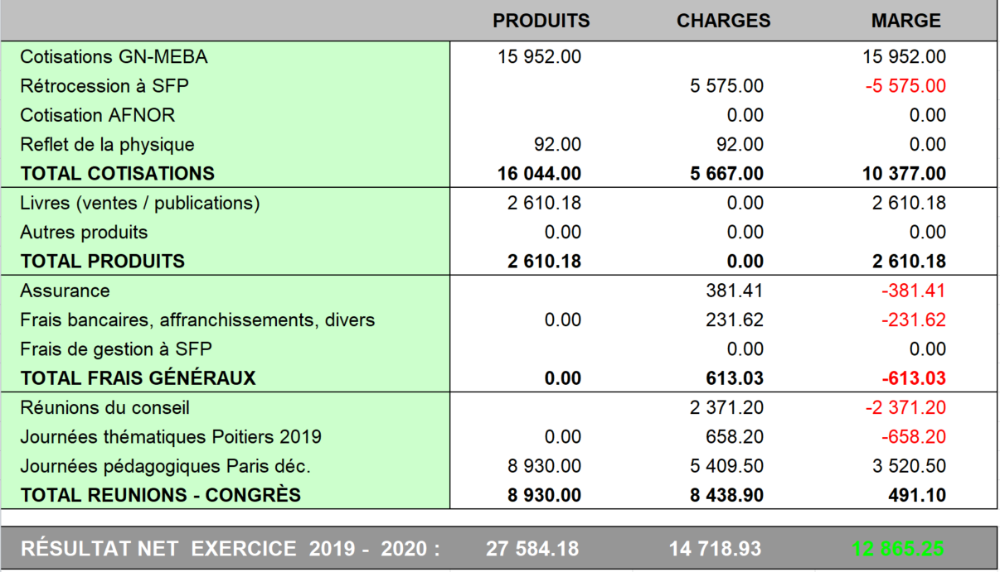 PRODUITS CHARGES MARGE
Cotisations GN-MEBA 15 952.00 15 952.00
Rétrocession à SFP 5 575.00 -5 575.00
Cotisation AFNOR 0.00 0.00
Reflet de la physique 92.00 92.00 0.00
TOTAL COTISATIONS 16 044.00 5 667.00 10 377.00
Livres (ventes / publications) 2 610.18 0.00 2 610.18
Autres produits 0.00 0.00 0.00
TOTAL PRODUITS 2 610.18 0.00 2 610.18
Assurance 381.41 -381.41
Frais bancaires, affranchissements, divers 0.00 231.62 -231.62
Frais de gestion à SFP 0.00 0.00
TOTAL FRAIS GÉNÉRAUX 0.00 613.03 -613.03
Réunions du conseil 2 371.20 -2 371.20
Journées thématiques Poitiers 2019 0.00 658.20 -658.20
Journées pédagogiques Paris déc. 8 930.00 5 409.50 3 520.50
TOTAL REUNIONS - CONGRÈS 8 930.00 8 438.90 491.10
RÉSULTAT NET EXERCICE 2019 - 2020 : 27 584.18 14 718.93 12 865.25